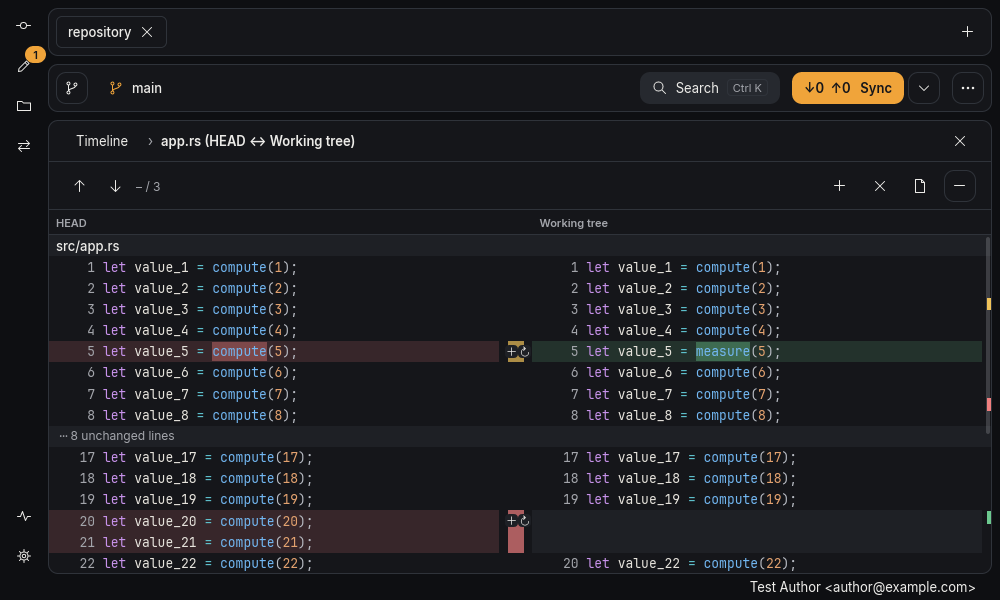 repository
1
main
Search Ctrl K
↓0 ↑0 Sync
Timeline › app.rs (HEAD ↔ Working tree)
– / 3
HEAD
Working tree
src/app.rs
1 let value_1 = compute(1); 1 let value_1 = compute(1);
2 let value_2 = compute(2); 2 let value_2 = compute(2);
3 let value_3 = compute(3); 3 let value_3 = compute(3);
4 let value_4 = compute(4); 4 let value_4 = compute(4);
5 let value_5 = compute(5); 5 let value_5 = measure(5);
6 let value_6 = compute(6); 6 let value_6 = compute(6);
7 let value_7 = compute(7); 7 let value_7 = compute(7);
8 let value_8 = compute(8); 8 let value_8 = compute(8);
··· 8 unchanged lines
17 let value_17 = compute(17); 17 let value_17 = compute(17);
18 let value_18 = compute(18); 18 let value_18 = compute(18);
19 let value_19 = compute(19); 19 let value_19 = compute(19);
20 let value_20 = compute(20);
21 let value_21 = compute(21);
22 let value_22 = compute(22); 20 let value_22 = compute(22);
Test Author <author@example.com>